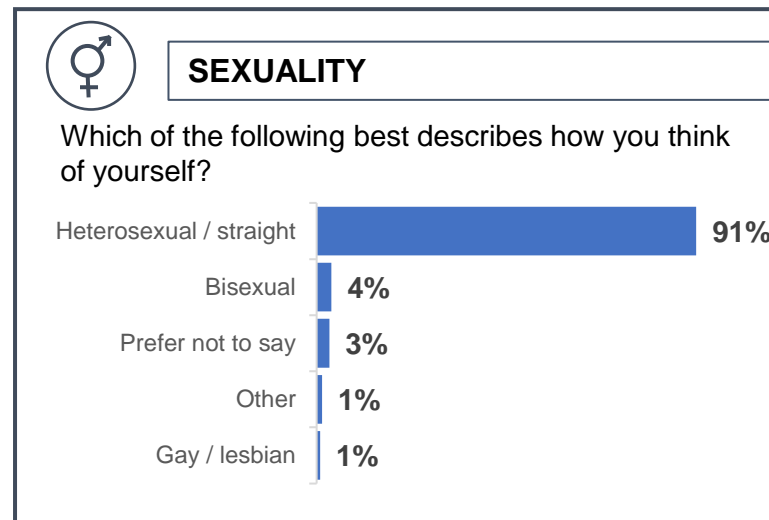 SEXUALITY
Which of the following best describes how you think
of yourself?
Heterosexual / straight 91%
Bisexual 4%
Prefer not to say 3%
Other 1%
Gay / lesbian 1%